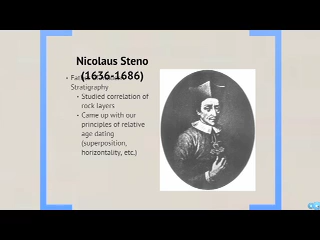 Nicolaus Steno
(1636-1686)
Stratigraphy
Studied correlation of
rock layers
Came up with our
principles of relative
age dating
(superposition,
horizontality, etc.)